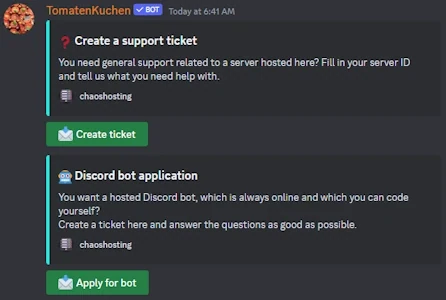 TomatenKuchen ✓ BOT Today at 6:41 AM
❓ Create a support ticket
You need general support related to a server hosted here? Fill in your server ID
and tell us what you need help with.
chaoshosting
Create ticket
🤖 Discord bot application
You want a hosted Discord bot, which is always online and which you can code
yourself?
Create a ticket here and answer the questions as good as possible.
chaoshosting
Apply for bot